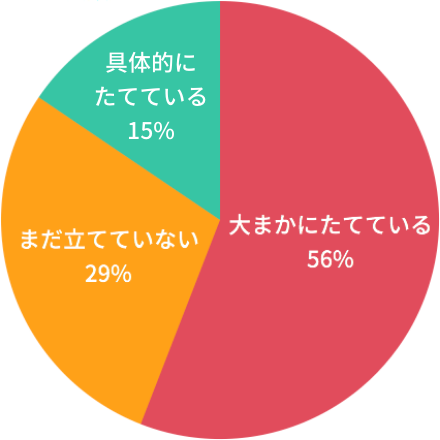 具体的に
たてている
15%
大まかにたてている
56%
まだ立てていない
29%